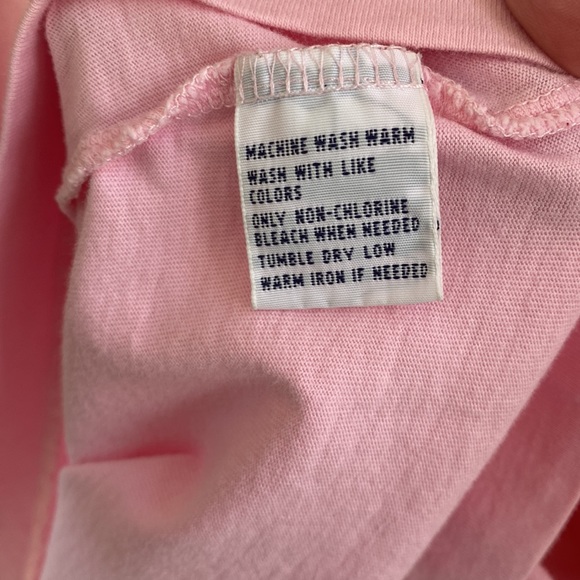 MACHINE WASH WARM
WASH WITH LIKE
COLORS
ONLY NON-CHLORINE
BLEACH WHEN NEEDED
TUMBLE DRY LOW
WARM IRON IF NEEDED